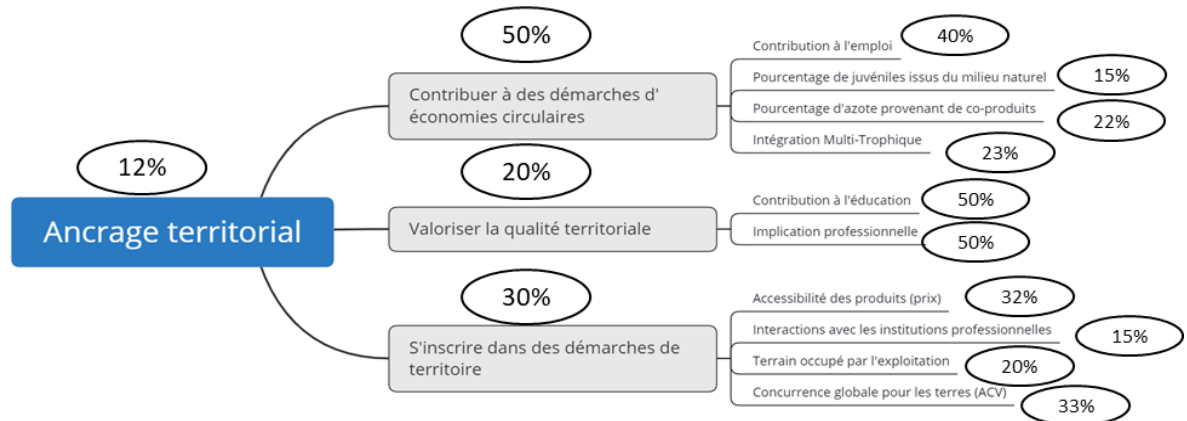 50%
40%
Contribution à l'emploi
15%
Pourcentage de juvéniles issus du milieu naturel
Contribuer à des démarches d'
économies circulaires
Pourcentage d'azote provenant de co-produits
22%
Intégration Multi-Trophique
23%
12%
20%
Ancrage territorial
Valoriser la qualité territoriale
Contribution à l'éducation
50%
Implication professionnelle
50%
30%
Accessibilité des produits (prix)
32%
Interactions avec les institutions professionnelles
15%
S'inscrire dans des démarches de
territoire
Terrain occupé par l'exploitation
20%
Concurrence globale pour les terres (ACV)
33%